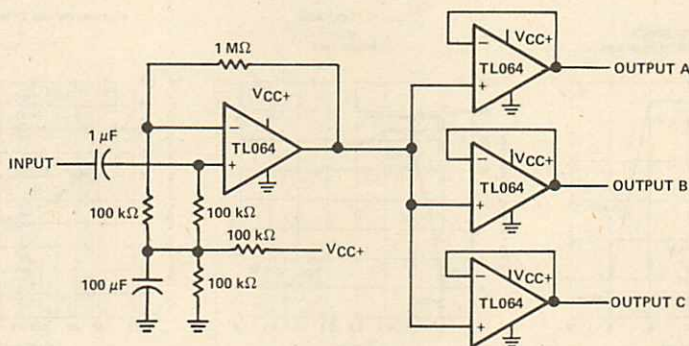 1 MΩ
VCC+
−
TL064
+
1 µF
INPUT
100 kΩ
100 kΩ
100 kΩ
VCC+
100 µF
100 kΩ
VCC+
−
TL064
+
OUTPUT A
VCC+
−
TL064
+
OUTPUT B
VCC+
−
TL064
+
OUTPUT C